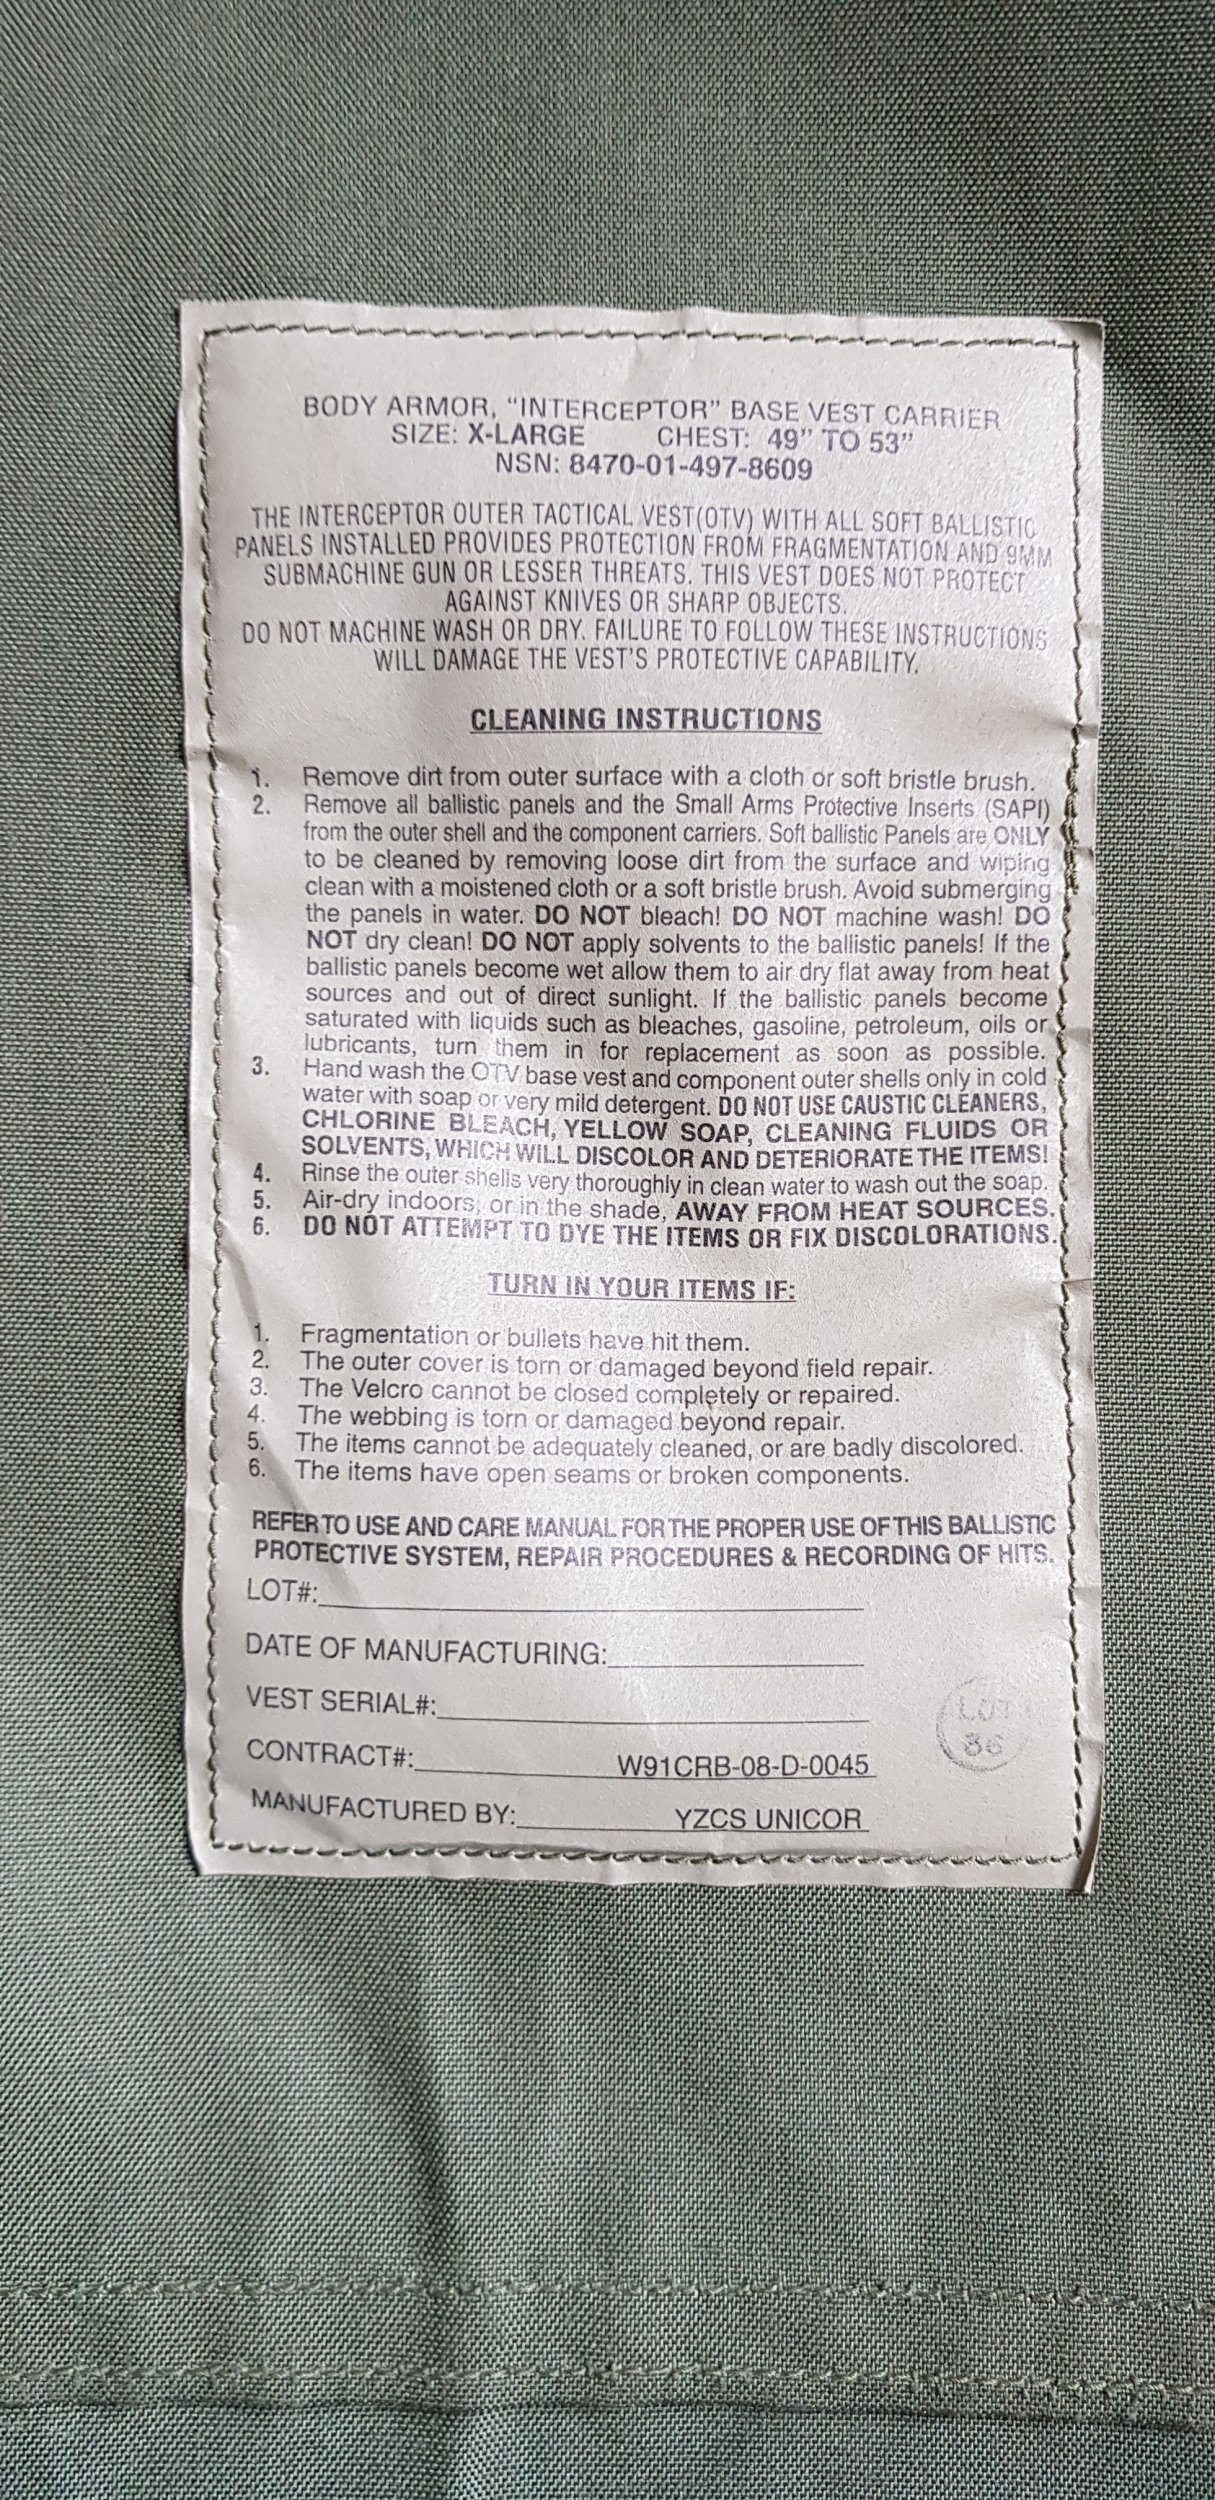 BODY ARMOR, "INTERCEPTOR" BASE VEST CARRIER
SIZE: X-LARGE CHEST: 49" TO 53"
NSN: 8470-01-497-8609
THE INTERCEPTOR OUTER TACTICAL VEST(OTV) WITH ALL SOFT BALLISTIC
PANELS INSTALLED PROVIDES PROTECTION FROM FRAGMENTATION AND 9MM
SUBMACHINE GUN OR LESSER THREATS. THIS VEST DOES NOT PROTECT
AGAINST KNIVES OR SHARP OBJECTS.
DO NOT MACHINE WASH OR DRY. FAILURE TO FOLLOW THESE INSTRUCTIONS
WILL DAMAGE THE VEST'S PROTECTIVE CAPABILITY.
CLEANING INSTRUCTIONS
1. Remove dirt from outer surface with a cloth or soft bristle brush.
2. Remove all ballistic panels and the Small Arms Protective Inserts (SAPI)
from the outer shell and the component carriers. Soft ballistic Panels are ONLY
to be cleaned by removing loose dirt from the surface and wiping
clean with a moistened cloth or a soft bristle brush. Avoid submerging
the panels in water. DO NOT bleach! DO NOT machine wash! DO
NOT dry clean! DO NOT apply solvents to the ballistic panels! If the
ballistic panels become wet allow them to air dry flat away from heat
sources and out of direct sunlight. If the ballistic panels become
saturated with liquids such as bleaches, gasoline, petroleum, oils or
lubricants, turn them in for replacement as soon as possible.
3. Hand wash the OTV base vest and component outer shells only in cold
water with soap or very mild detergent. DO NOT USE CAUSTIC CLEANERS,
CHLORINE BLEACH, YELLOW SOAP, CLEANING FLUIDS OR
SOLVENTS, WHICH WILL DISCOLOR AND DETERIORATE THE ITEMS!
4. Rinse the outer shells very thoroughly in clean water to wash out the soap.
5. Air-dry indoors, or in the shade, AWAY FROM HEAT SOURCES.
6. DO NOT ATTEMPT TO DYE THE ITEMS OR FIX DISCOLORATIONS.
TURN IN YOUR ITEMS IF:
1. Fragmentation or bullets have hit them.
2. The outer cover is torn or damaged beyond field repair.
3. The Velcro cannot be closed completely or repaired.
4. The webbing is torn or damaged beyond repair.
5. The items cannot be adequately cleaned, or are badly discolored.
6. The items have open seams or broken components.
REFER TO USE AND CARE MANUAL FOR THE PROPER USE OF THIS BALLISTIC
PROTECTIVE SYSTEM, REPAIR PROCEDURES & RECORDING OF HITS.
LOT#:
DATE OF MANUFACTURING:
VEST SERIAL#:
CONTRACT#: W91CRB-08-D-0045
MANUFACTURED BY: YZCS UNICOR
LOT
86